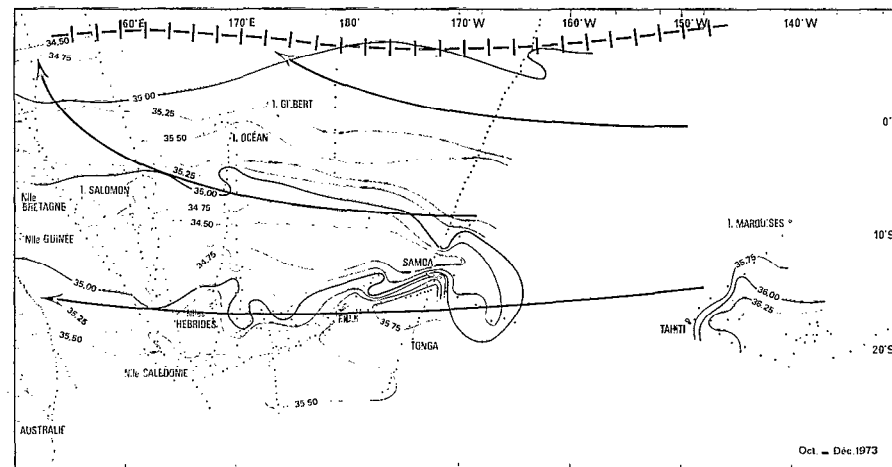 160°E 170°E 180° 170°W 160°W 150°W 140°W
34.50
34.75
35.00
35.25
I. GILBERT
0°
35.50
I. OCÉAN
35.25
I. SALOMON
35.00
Nlle
BRETAGNE
34.75
34.50
I. MARQUISES
Nlle GUINÉE
10°S
34.75
SAMOA
35.75
35.00
36.00
36.25
35.25
Nlles
HEBRIDES
FIDJI
35.75
TAHITI
35.50
TONGA
20°S
Nlle CALÉDONIE
35.50
AUSTRALIE
Oct. - Déc. 1973